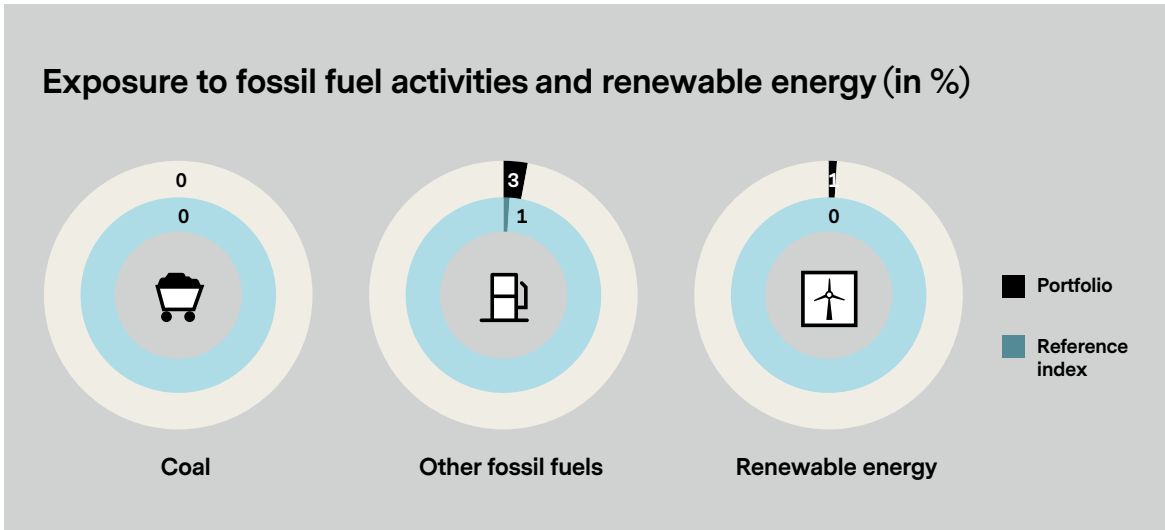 Exposure to fossil fuel activities and renewable energy (in %)
0
0
3
1
1
0
Portfolio
Reference
index
Coal
Other fossil fuels
Renewable energy